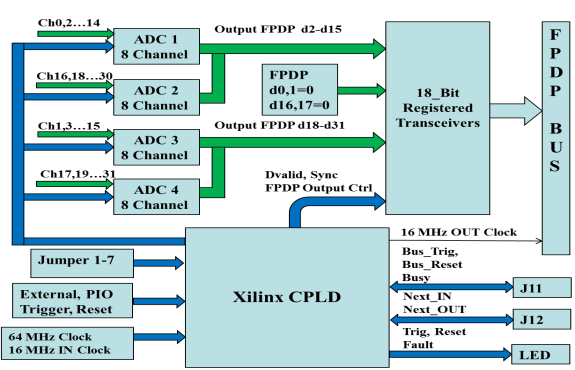 Ch0,2…14
ADC 1
8 Channel
Output FPDP d2-d15
Ch16,18…30
ADC 2
8 Channel
FPDP
d0,1=0
d16,17=0
18_Bit
Registered
Transceivers
FPDP BUS
Ch1,3…15
ADC 3
8 Channel
Output FPDP d18-d31
Ch17,19…31
ADC 4
8 Channel
Dvalid, Sync
FPDP Output Ctrl
16 MHz OUT Clock
Jumper 1-7
External, PIO
Trigger, Reset
64 MHz Clock
16 MHz IN Clock
Xilinx CPLD
Bus_Trig,
Bus_Reset
Busy
J11
Next_IN
Next_OUT
J12
Trig, Reset
Fault
LED